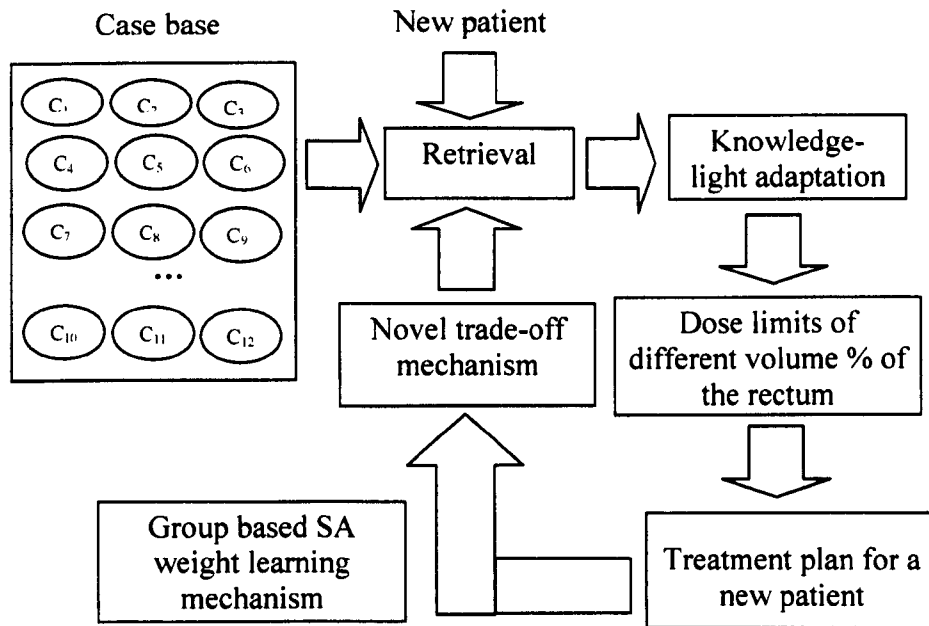 Case base
New patient
C₁ C₂ C₃
C₄ C₅ C₆
C₇ C₈ C₉
...
C₁₀ C₁₁ C₁₂
Retrieval
Knowledge-
light adaptation
Novel trade-off
mechanism
Dose limits of
different volume % of
the rectum
Group based SA
weight learning
mechanism
Treatment plan for a
new patient